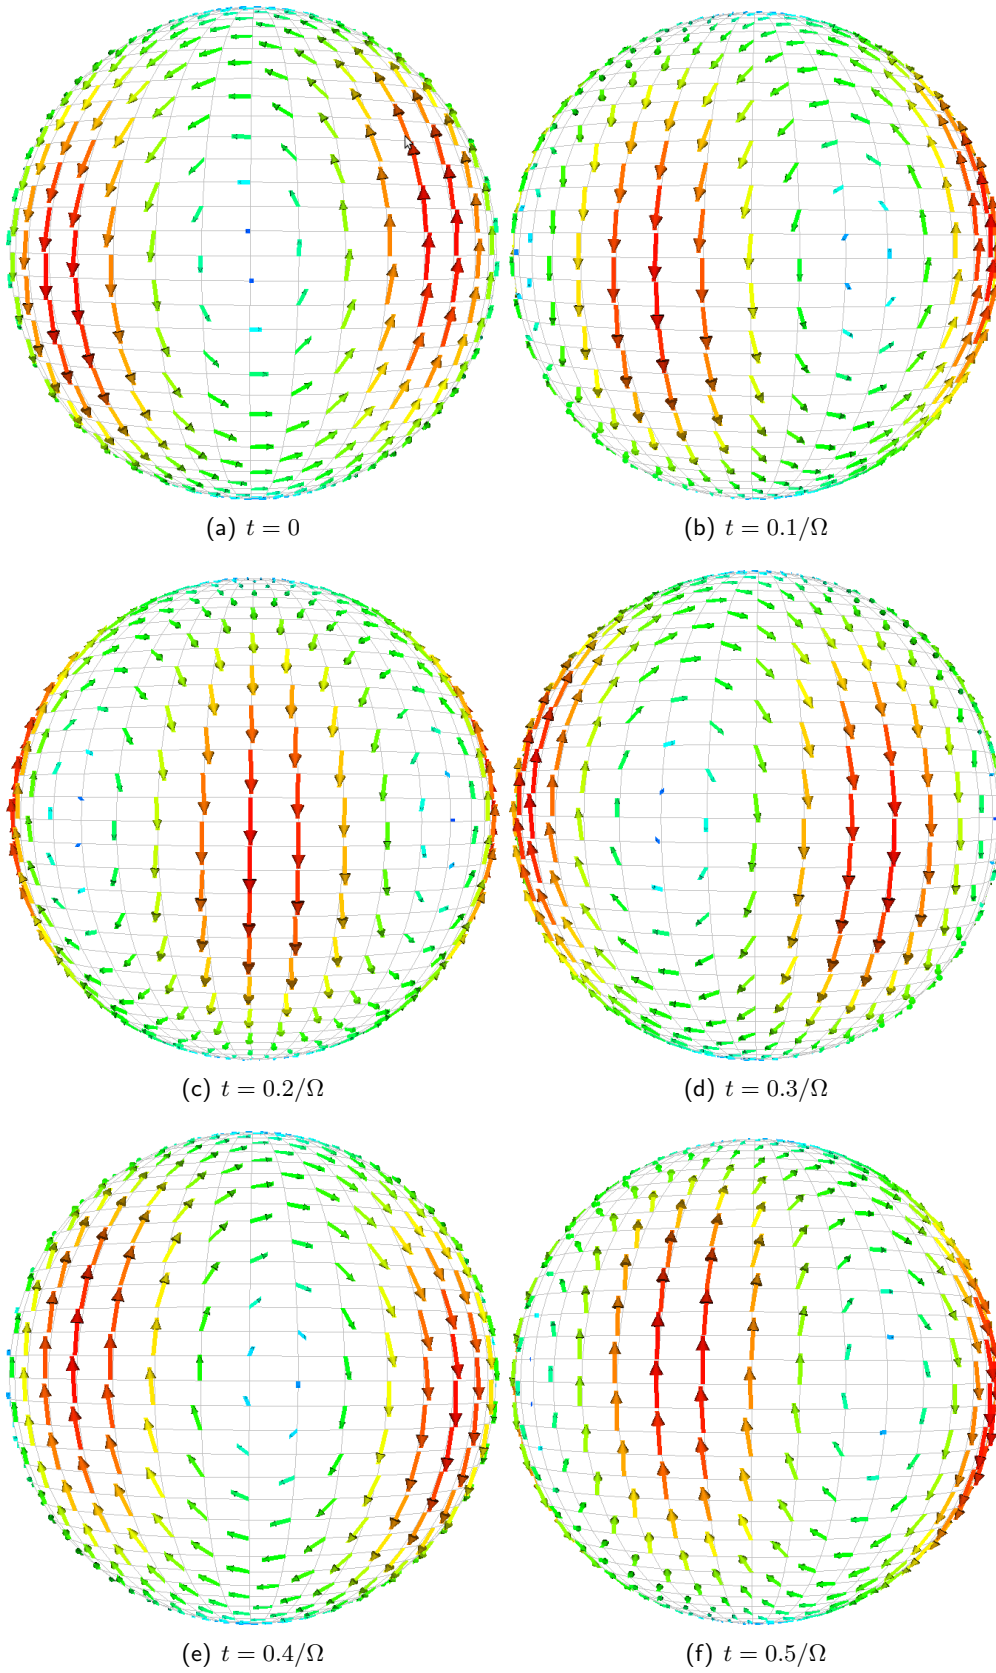 (a) t = 0
(b) t = 0.1/Ω
(c) t = 0.2/Ω
(d) t = 0.3/Ω
(e) t = 0.4/Ω
(f) t = 0.5/Ω